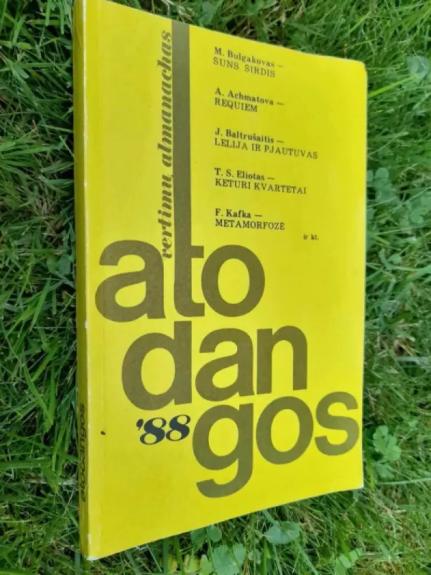 vertimų almanachas
M. Bulgakovas —
ŠUNS ŠIRDIS
A. Achmatova —
REQUIEM
J. Baltrušaitis —
LELIJA IR PJAUTUVAS
T. S. Eliotas —
KETURI KVARTETAI
F. Kafka —
METAMORFOZĖ
ir kt.
ato
dan
'88 gos
atodangos